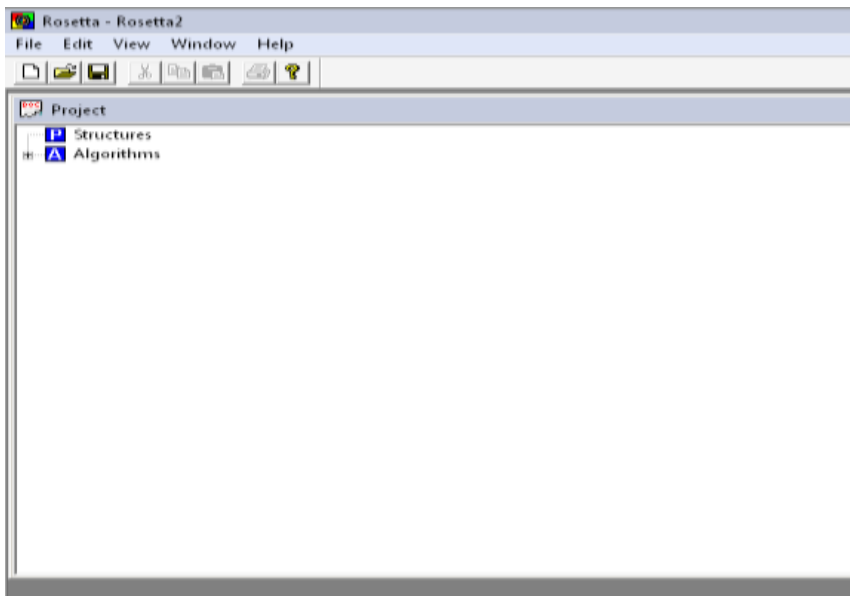 Rosetta - Rosetta2
File Edit View Window Help
Project
P Structures
A Algorithms